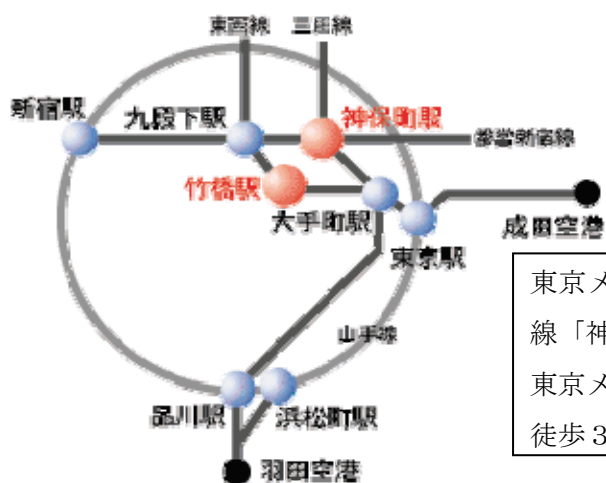 東西線 三田線
新宿駅 九段下駅 神保町駅
都営新宿線
竹橋駅
大手町駅
東京駅
成田空港
東京メ
線「神
東京メ
徒歩3
山手線
品川駅 浜松町駅
羽田空港